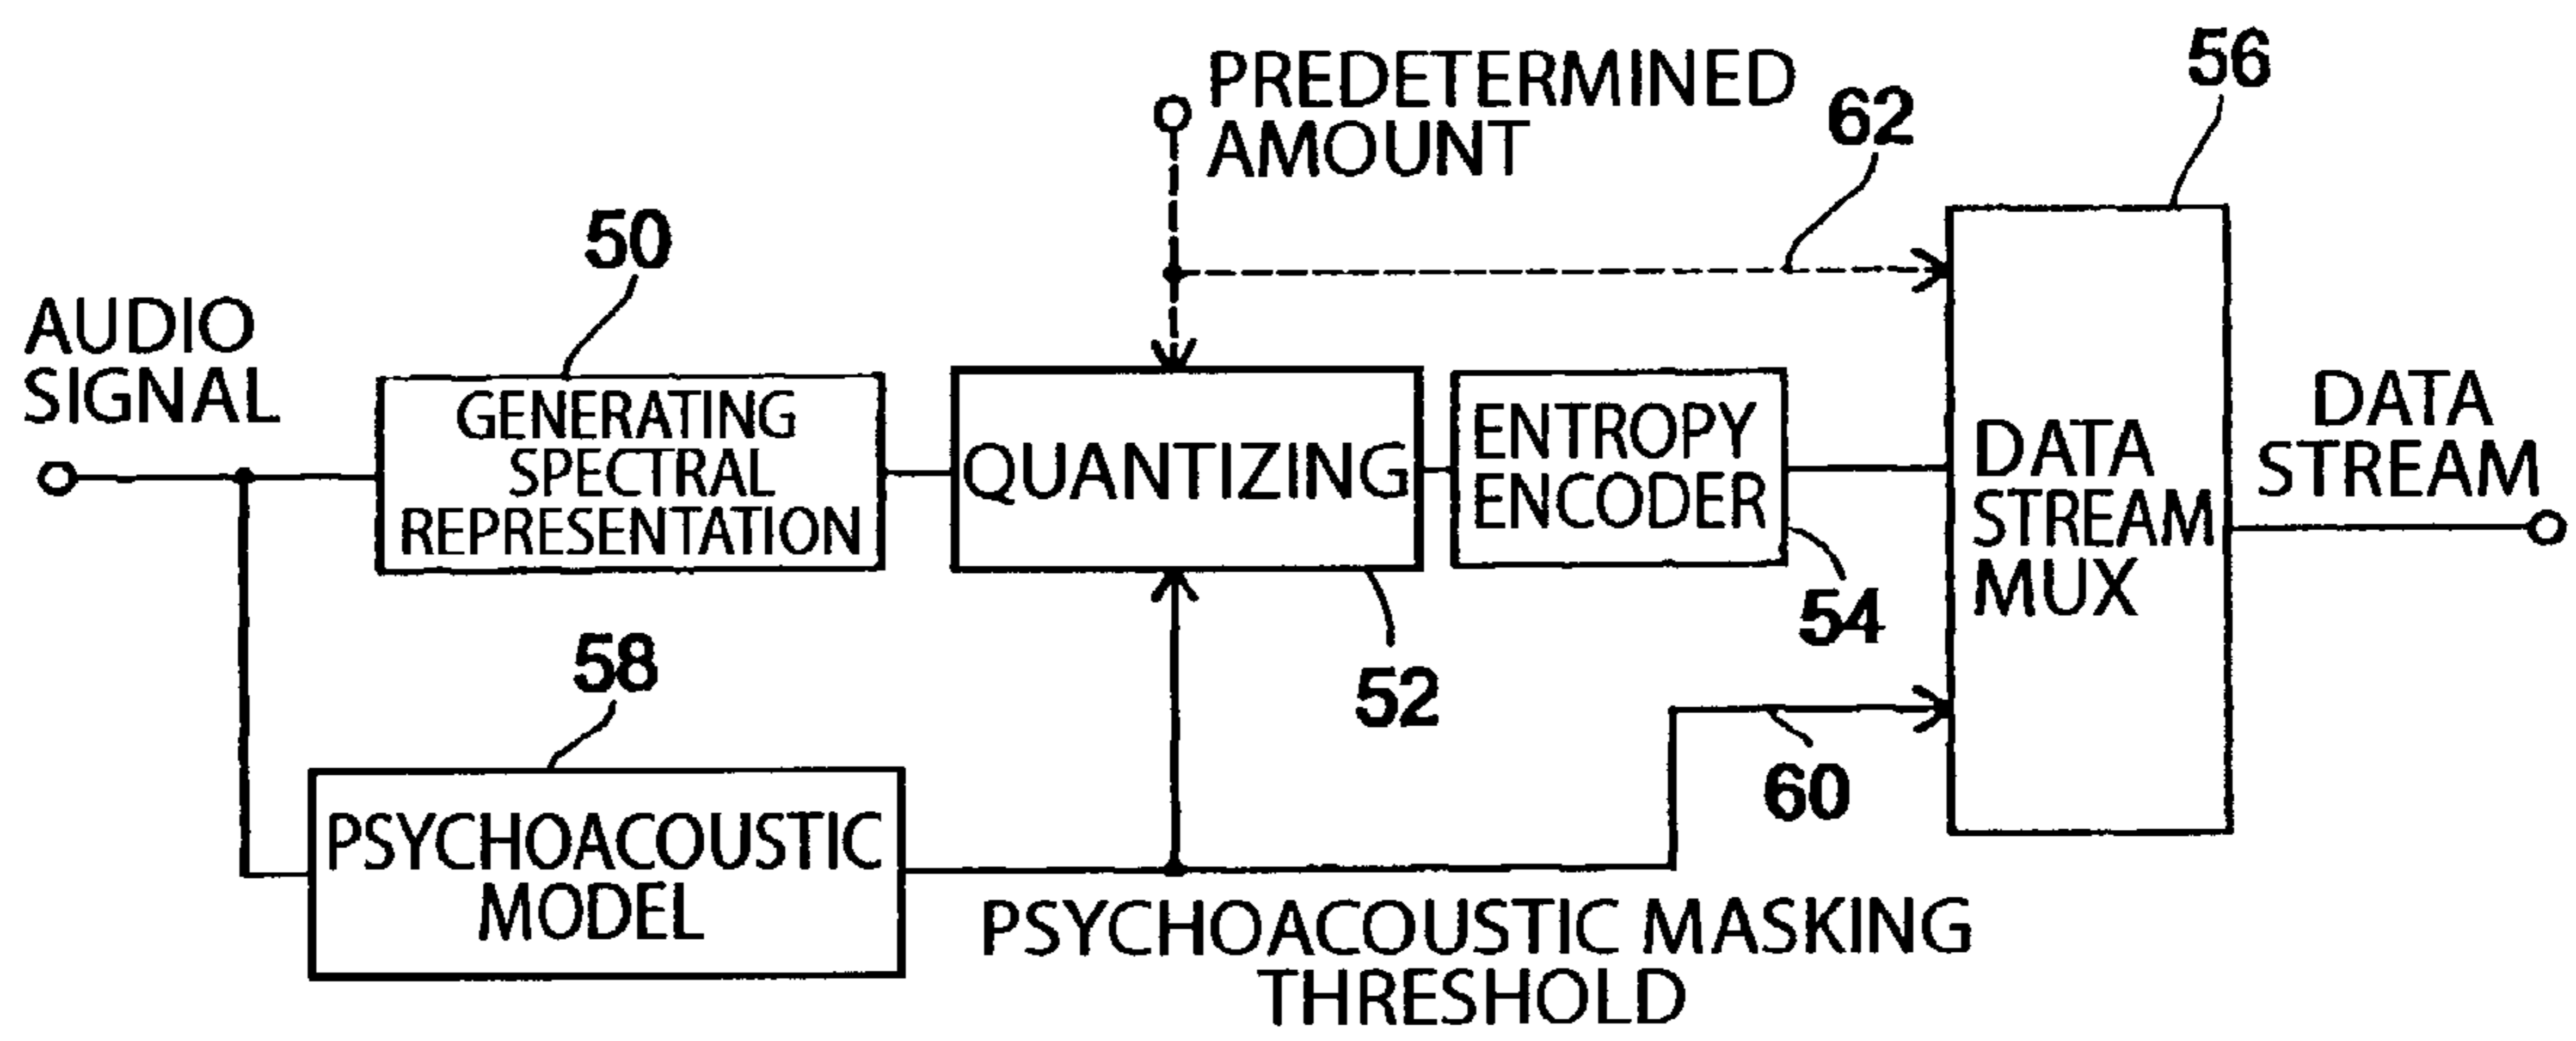 56
PREDETERMINED
AMOUNT
62
50
AUDIO
SIGNAL
GENERATING
SPECTRAL
REPRESENTATION
QUANTIZING
ENTROPY
ENCODER
DATA
STREAM
MUX
DATA
STREAM
54
52
58
60
PSYCHOACOUSTIC
MODEL
PSYCHOACOUSTIC MASKING
THRESHOLD